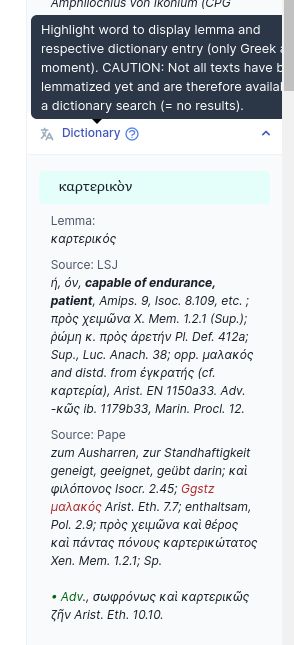 Amphilochius von Ikonium (CPG
Highlight word to display lemma and
respective dictionary entry (only Greek a
moment). CAUTION: Not all texts have b
lemmatized yet and are therefore availal
a dictionary search (= no results).
Dictionary
καρτερικὸν
Lemma:
καρτερικός
Source: LSJ
ή, όν, capable of endurance,
patient, Amips. 9, Isoc. 8.109, etc. ;
πρὸς χειμῶνα X. Mem. 1.2.1 (Sup.);
ῥώμη κ. πρὸς ἀρετήν Pl. Def. 412a;
Sup., Luc. Anach. 38; opp. μαλακός
and distd. from ἐγκρατής (cf.
καρτερία), Arist. EN 1150a33. Adv.
-κῶς ib. 1179b33, Marin. Procl. 12.
Source: Pape
zum Ausharren, zur Standhaftigkeit
geneigt, geeignet, geübt darin; καὶ
φιλόπονος Isocr. 2.45; Ggstz
μαλακός Arist. Eth. 7.7; enthaltsam,
Pol. 2.9; πρὸς χειμῶνα καὶ θέρος
καὶ πάντας πόνους καρτερικώτατος
Xen. Mem. 1.2.1; Sp.
• Adv., σωφρόνως καὶ καρτερικῶς
ζῆν Arist. Eth. 10.10.